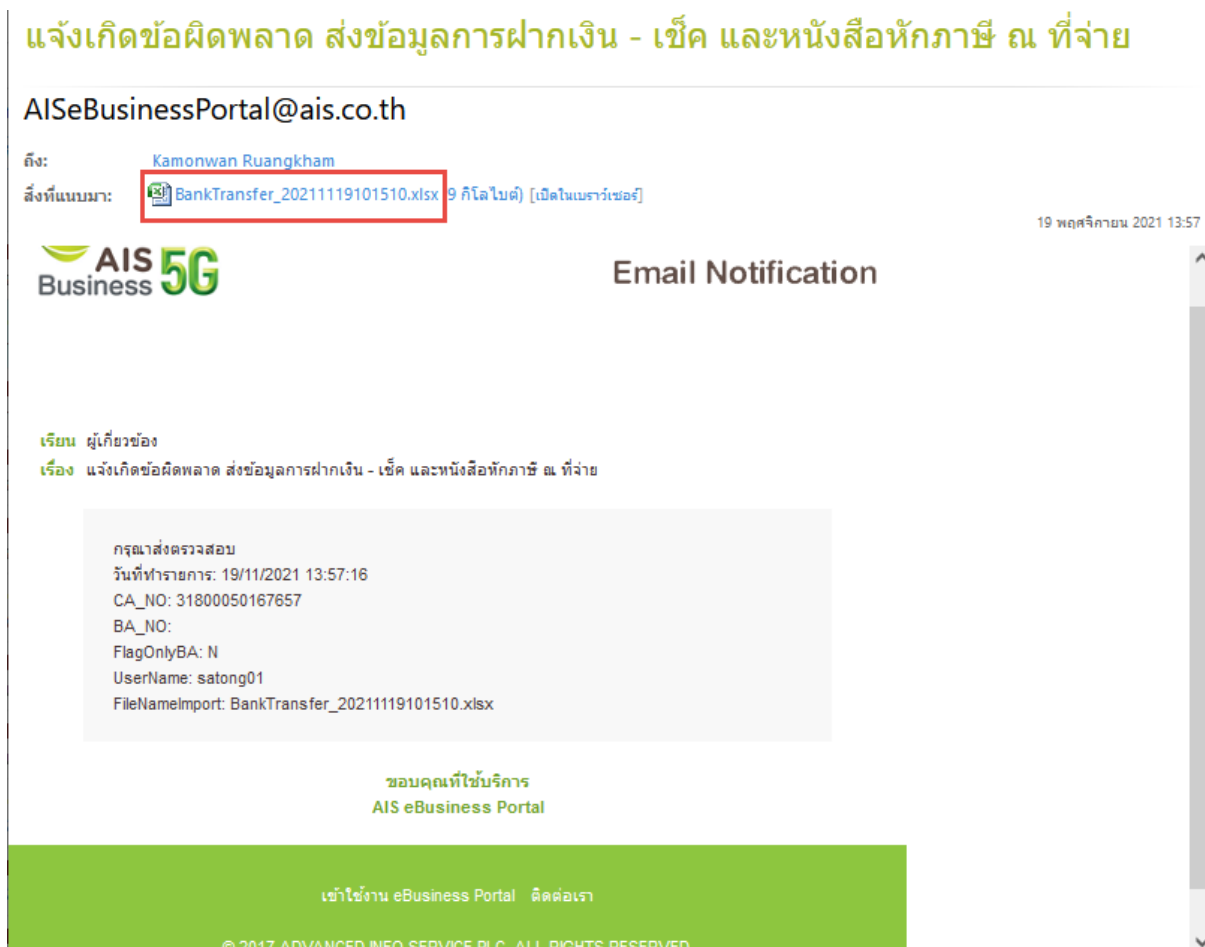 แจ้งเกิดข้อผิดพลาด ส่งข้อมูลการฝากเงิน - เช็ค และหนังสือหักภาษี ณ ที่จ่าย
AISeBusinessPortal@ais.co.th
ถึง: Kamonwan Ruangkham
สิ่งที่แนบมา: BankTransfer_20211119101510.xlsx (9 กิโลไบต์) [เปิดในเบราว์เซอร์]
19 พฤศจิกายน 2021 13:57
AIS 5G
Business
Email Notification
เรียน ผู้เกี่ยวข้อง
เรื่อง แจ้งเกิดข้อผิดพลาด ส่งข้อมูลการฝากเงิน - เช็ค และหนังสือหักภาษี ณ ที่จ่าย
กรุณาส่งตรวจสอบ
วันที่ทำรายการ: 19/11/2021 13:57:16
CA_NO: 31800050167657
BA_NO:
FlagOnlyBA: N
UserName: satong01
FileNameImport: BankTransfer_20211119101510.xlsx
ขอบคุณที่ใช้บริการ
AIS eBusiness Portal
เข้าใช้งาน eBusiness Portal ติดต่อเรา
© 2017 ADVANCED INFO SERVICE PLC. ALL RIGHTS RESERVED